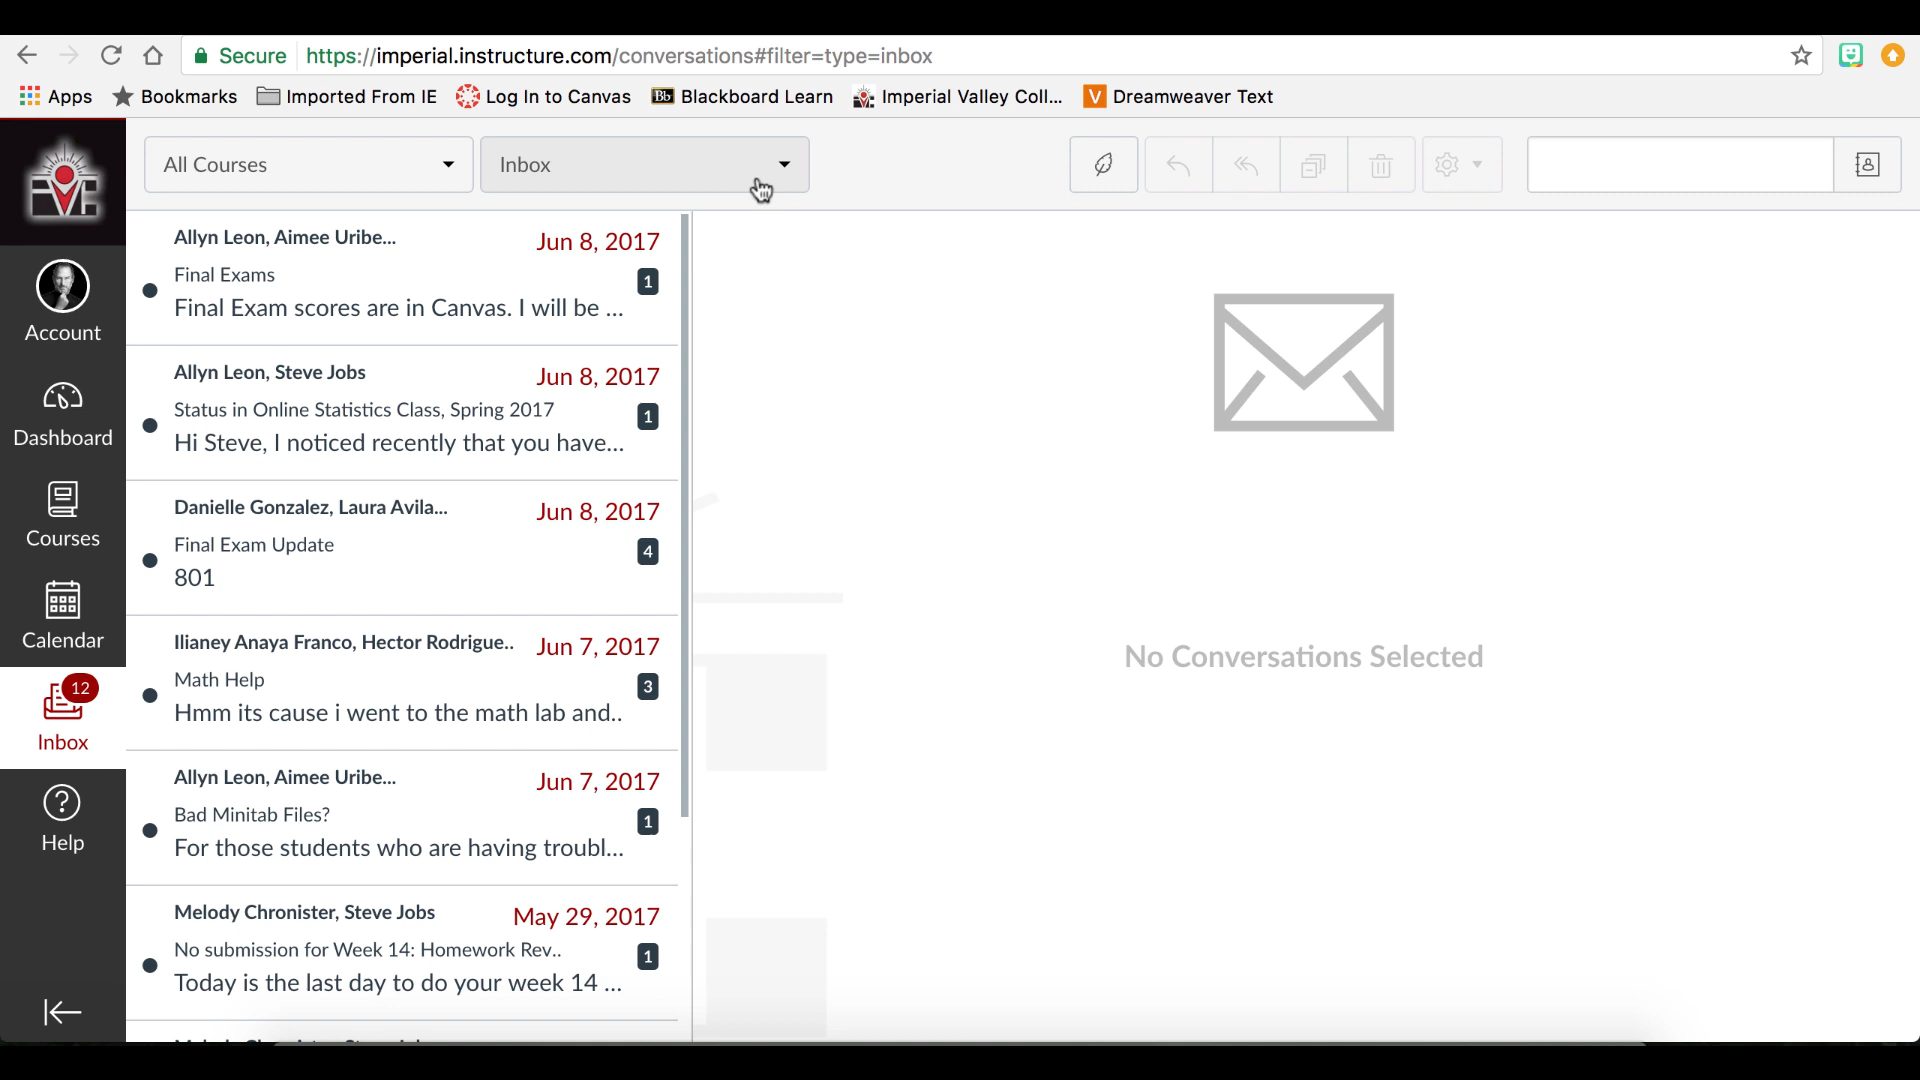 Secure https://imperial.instructure.com/conversations#filter=type=inbox
Apps Bookmarks Imported From IE Log In to Canvas Bb Blackboard Learn Imperial Valley Coll... V Dreamweaver Text
All Courses Inbox
IVC
Account
Dashboard
Courses
Calendar
12
Inbox
Help
Allyn Leon, Aimee Uribe... Jun 8, 2017
Final Exams 1
Final Exam scores are in Canvas. I will be ...
Allyn Leon, Steve Jobs Jun 8, 2017
Status in Online Statistics Class, Spring 2017 1
Hi Steve, I noticed recently that you have...
Danielle Gonzalez, Laura Avila... Jun 8, 2017
Final Exam Update 4
801
Ilianey Anaya Franco, Hector Rodrigue.. Jun 7, 2017
Math Help 3
Hmm its cause i went to the math lab and..
Allyn Leon, Aimee Uribe... Jun 7, 2017
Bad Minitab Files? 1
For those students who are having troubl...
Melody Chronister, Steve Jobs May 29, 2017
No submission for Week 14: Homework Rev.. 1
Today is the last day to do your week 14 ...
No Conversations Selected